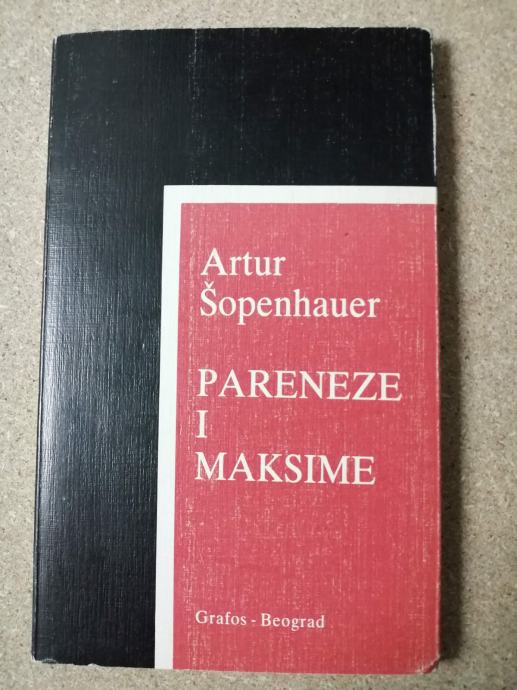 Artur
Šopenhauer
PARENEZE
I
MAKSIME
Grafos - Beograd